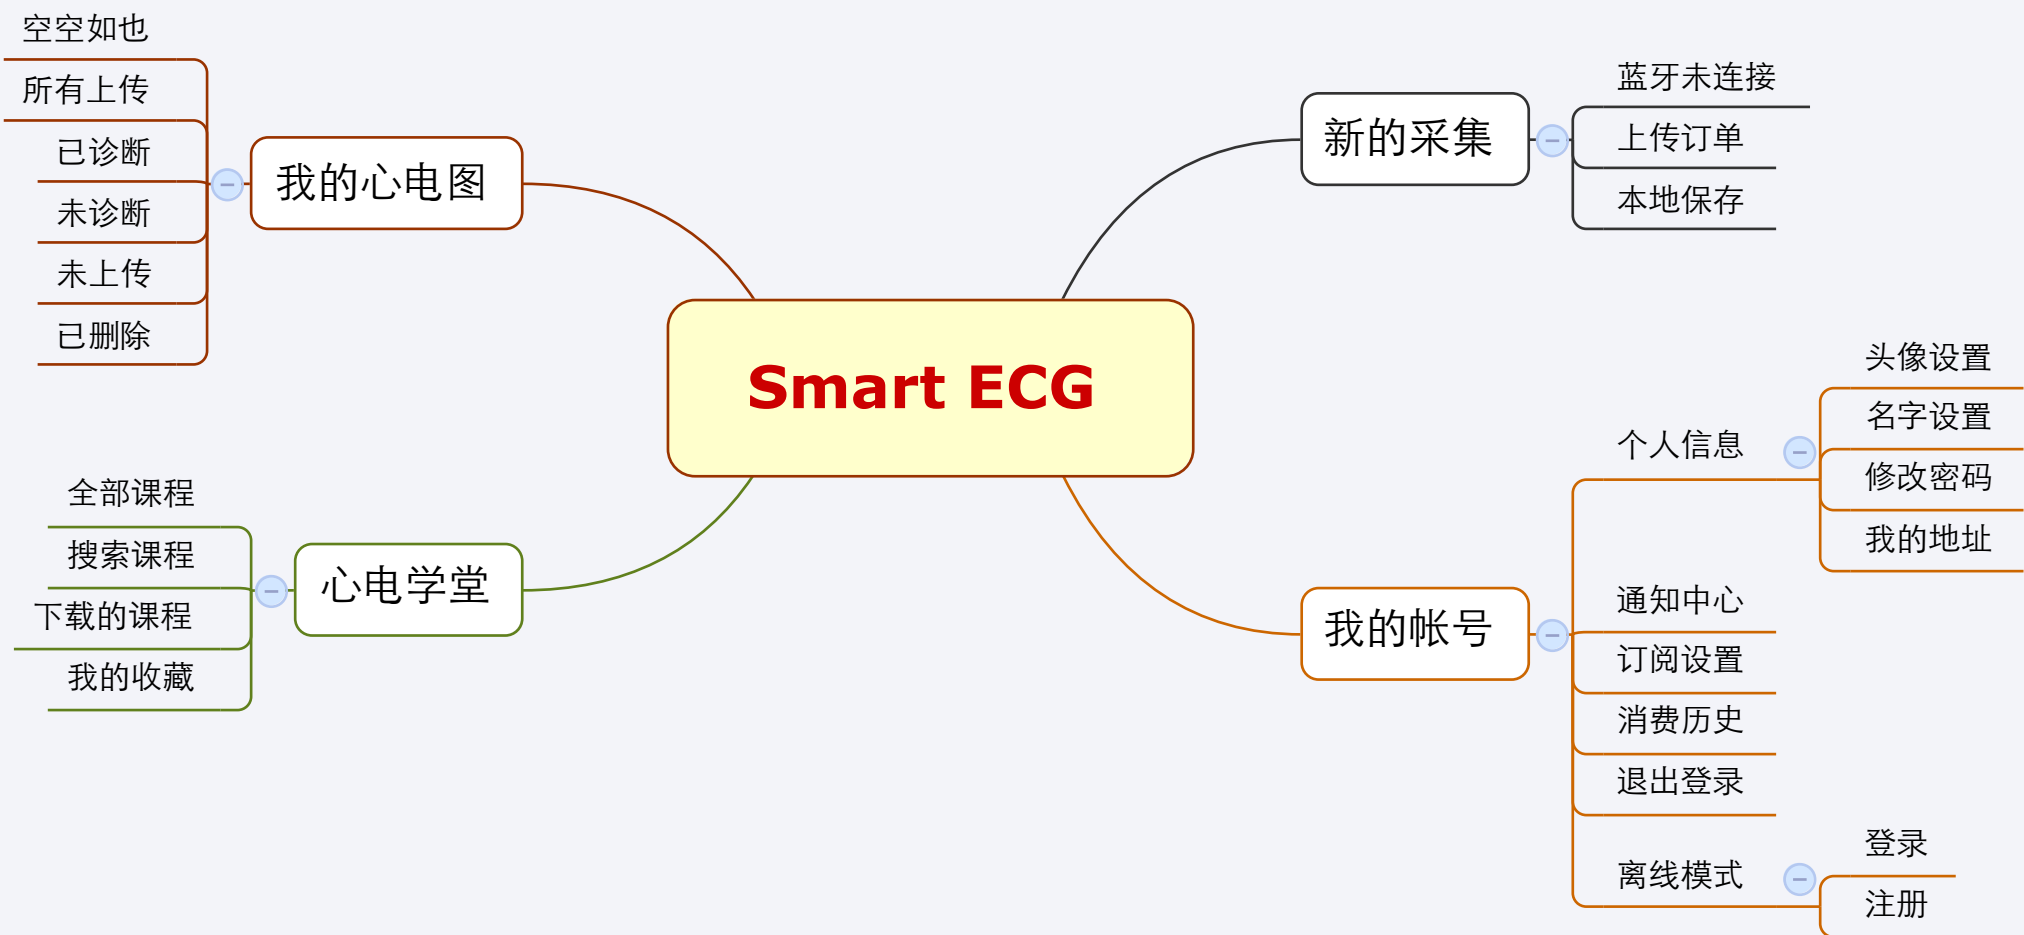 空空如也
所有上传
已诊断
未诊断
未上传
已删除
我的心电图
全部课程
搜索课程
下载的课程
我的收藏
心电学堂
Smart ECG
新的采集
蓝牙未连接
上传订单
本地保存
我的帐号
个人信息
头像设置
名字设置
修改密码
我的地址
通知中心
订阅设置
消费历史
退出登录
离线模式
登录
注册